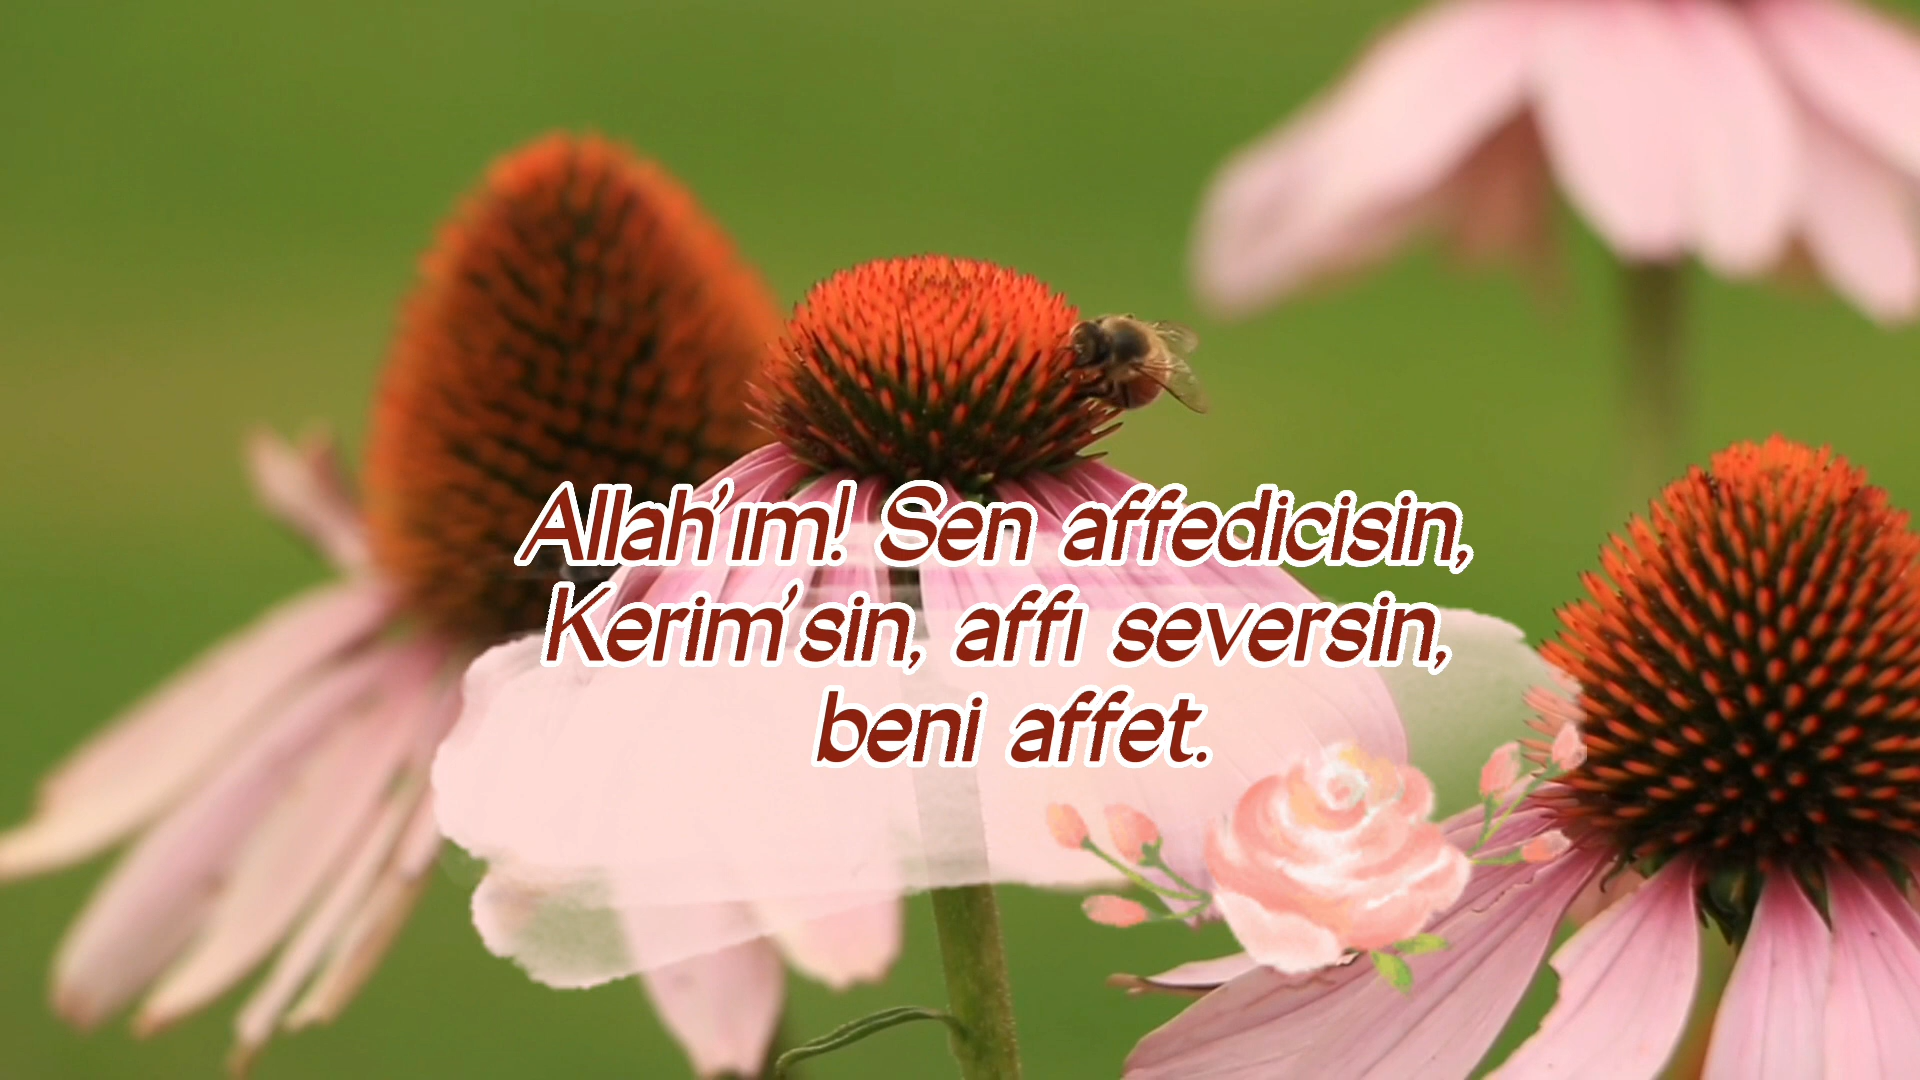 Allah'ım! Sen affedicisin,
Kerim'sin, affı seversin,
beni affet.